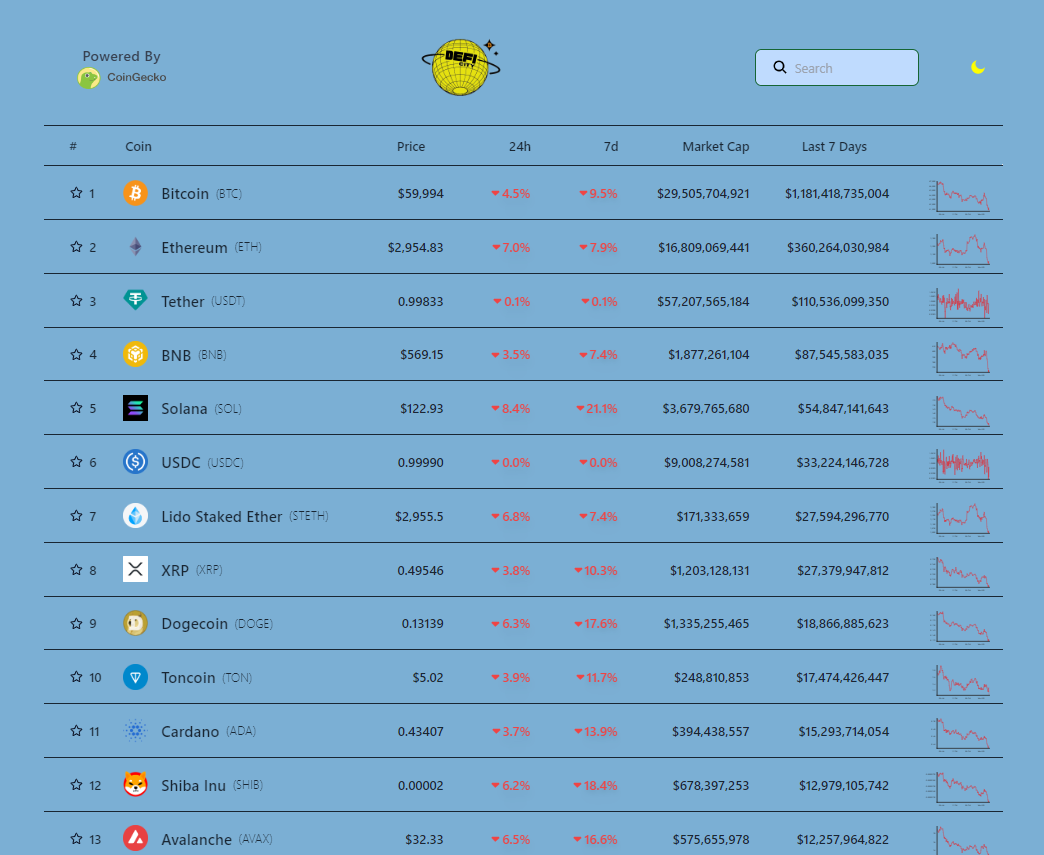 Powered By
CoinGecko
DEFI
CITY
Search
# Coin Price 24h 7d Market Cap Last 7 Days
1 Bitcoin (BTC) $59,994 4.5% 9.5% $29,505,704,921 $1,181,418,735,004
2 Ethereum (ETH) $2,954.83 7.0% 7.9% $16,809,069,441 $360,264,030,984
3 Tether (USDT) 0.99833 0.1% 0.1% $57,207,565,184 $110,536,099,350
4 BNB (BNB) $569.15 3.5% 7.4% $1,877,261,104 $87,545,583,035
5 Solana (SOL) $122.93 8.4% 21.1% $3,679,765,680 $54,847,141,643
6 USDC (USDC) 0.99990 0.0% 0.0% $9,008,274,581 $33,224,146,728
7 Lido Staked Ether (STETH) $2,955.5 6.8% 7.4% $171,333,659 $27,594,296,770
8 XRP (XRP) 0.49546 3.8% 10.3% $1,203,128,131 $27,379,947,812
9 Dogecoin (DOGE) 0.13139 6.3% 17.6% $1,335,255,465 $18,866,885,623
10 Toncoin (TON) $5.02 3.9% 11.7% $248,810,853 $17,474,426,447
11 Cardano (ADA) 0.43407 3.7% 13.9% $394,438,557 $15,293,714,054
12 Shiba Inu (SHIB) 0.00002 6.2% 18.4% $678,397,253 $12,979,105,742
13 Avalanche (AVAX) $32.33 6.5% 16.6% $575,655,978 $12,257,964,822